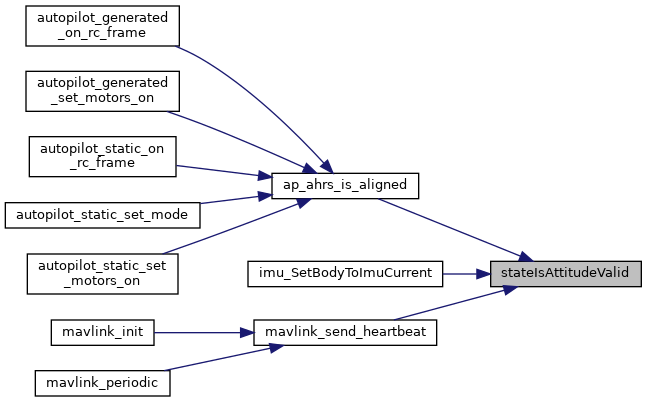 autopilot_generated
_on_rc_frame
autopilot_generated
_set_motors_on
autopilot_static_on
_rc_frame
ap_ahrs_is_aligned
autopilot_static_set_mode
autopilot_static_set
_motors_on
imu_SetBodyToImuCurrent
stateIsAttitudeValid
mavlink_init
mavlink_send_heartbeat
mavlink_periodic